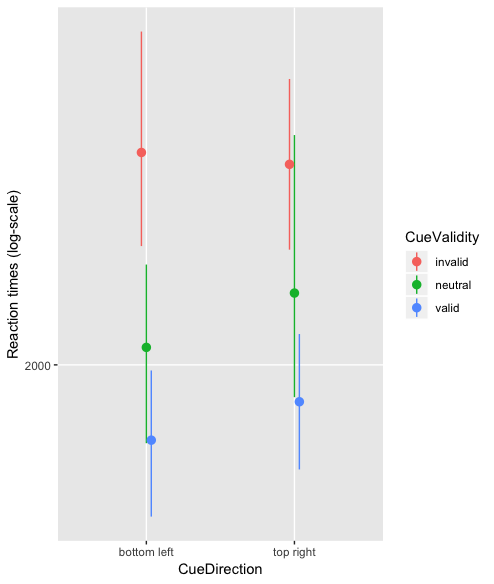 Reaction times (log-scale)
2000
bottom left
top right
CueDirection
CueValidity
invalid
neutral
valid